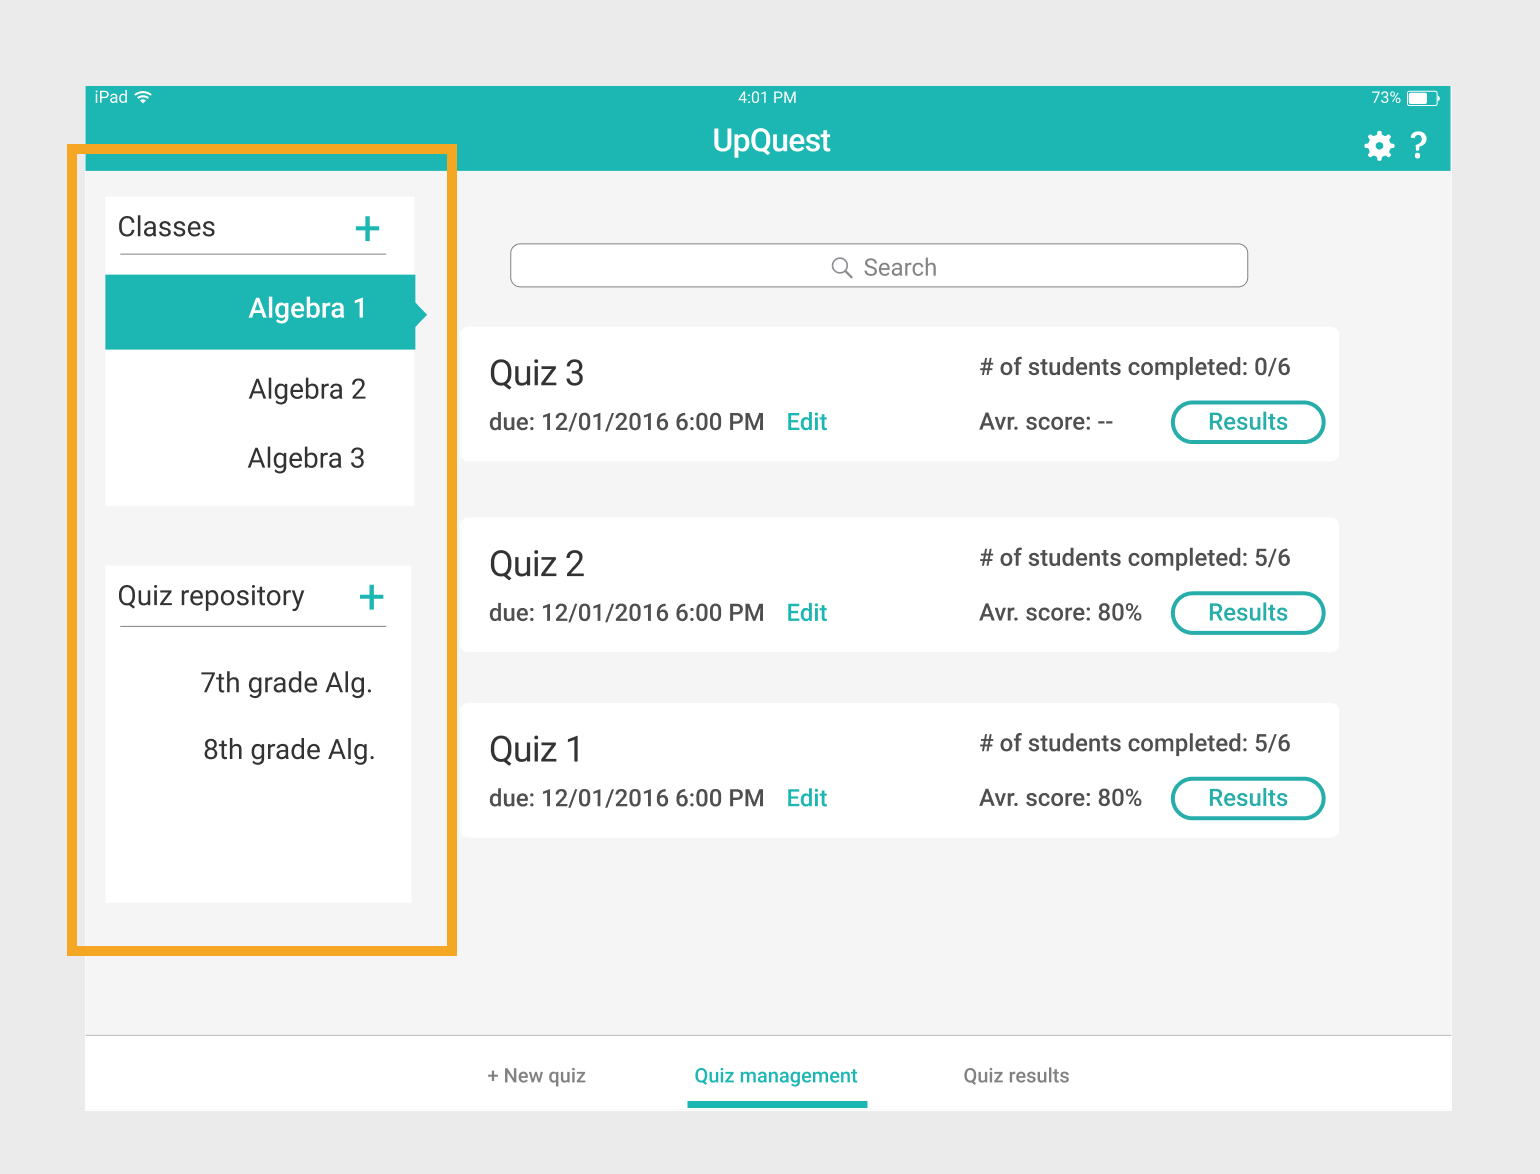 iPad 4:01 PM 73%
UpQuest ?
Classes +
Algebra 1
Algebra 2
Algebra 3
Quiz repository +
7th grade Alg.
8th grade Alg.
Search
Quiz 3
# of students completed: 0/6
due: 12/01/2016 6:00 PM Edit
Avr. score: -- Results
Quiz 2
# of students completed: 5/6
due: 12/01/2016 6:00 PM Edit
Avr. score: 80% Results
Quiz 1
# of students completed: 5/6
due: 12/01/2016 6:00 PM Edit
Avr. score: 80% Results
+ New quiz Quiz management Quiz results